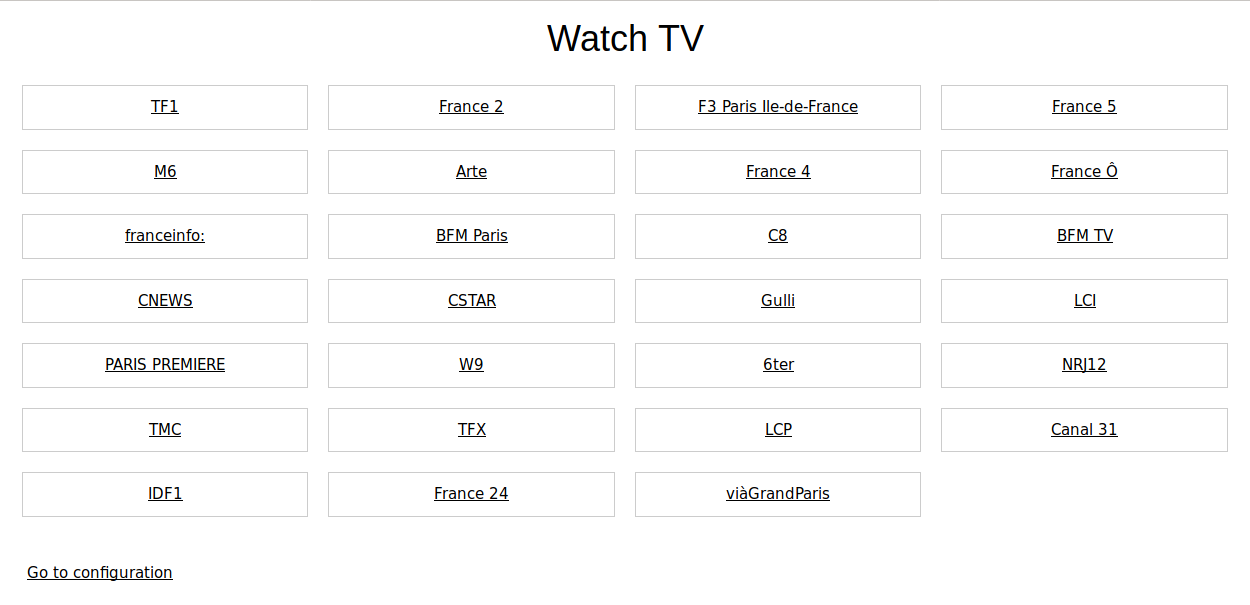 Watch TV
TF1
France 2
F3 Paris Ile-de-France
France 5
M6
Arte
France 4
France Ô
franceinfo:
BFM Paris
C8
BFM TV
CNEWS
CSTAR
Gulli
LCI
PARIS PREMIERE
W9
6ter
NRJ12
TMC
TFX
LCP
Canal 31
IDF1
France 24
viàGrandParis
Go to configuration